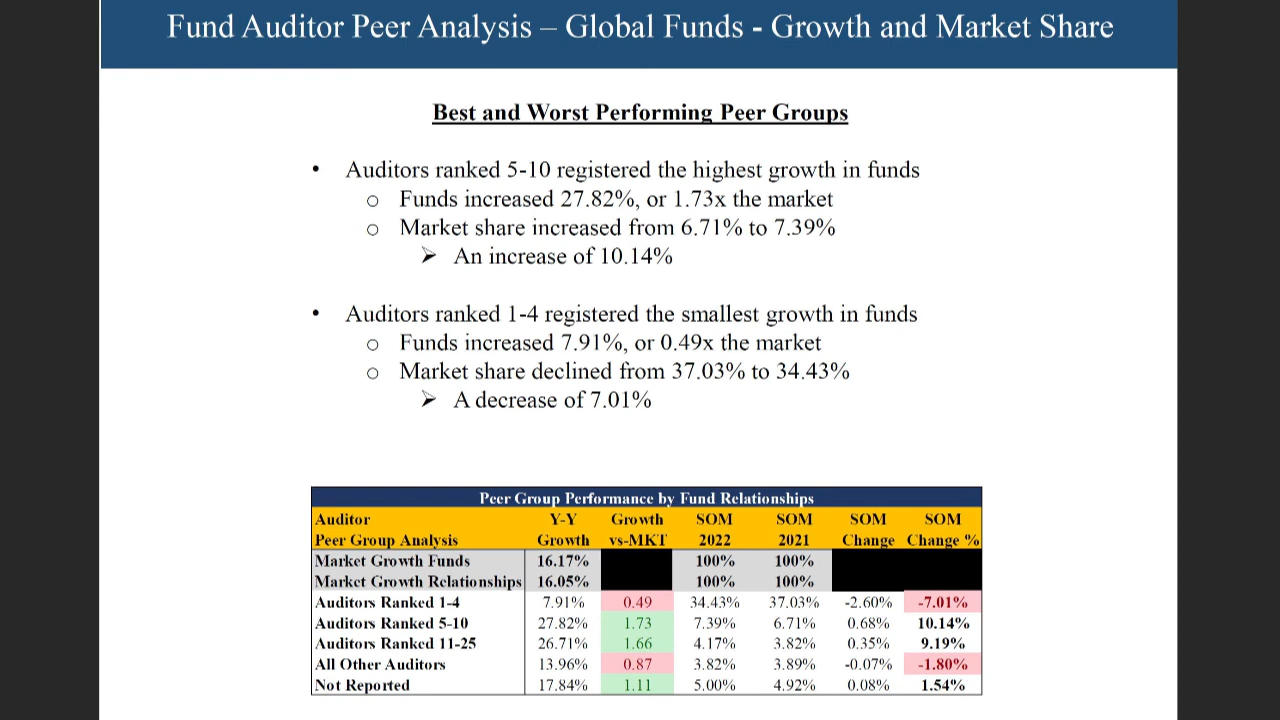 Fund Auditor Peer Analysis – Global Funds - Growth and Market Share
Best and Worst Performing Peer Groups
• Auditors ranked 5-10 registered the highest growth in funds
o Funds increased 27.82%, or 1.73x the market
o Market share increased from 6.71% to 7.39%
➢ An increase of 10.14%
• Auditors ranked 1-4 registered the smallest growth in funds
o Funds increased 7.91%, or 0.49x the market
o Market share declined from 37.03% to 34.43%
➢ A decrease of 7.01%
Peer Group Performance by Fund Relationships
Auditor Y-Y Growth SOM SOM SOM SOM
Peer Group Analysis Growth vs-MKT 2022 2021 Change Change %
Market Growth Funds 16.17% 100% 100%
Market Growth Relationships 16.05% 100% 100%
Auditors Ranked 1-4 7.91% 0.49 34.43% 37.03% -2.60% -7.01%
Auditors Ranked 5-10 27.82% 1.73 7.39% 6.71% 0.68% 10.14%
Auditors Ranked 11-25 26.71% 1.66 4.17% 3.82% 0.35% 9.19%
All Other Auditors 13.96% 0.87 3.82% 3.89% -0.07% -1.80%
Not Reported 17.84% 1.11 5.00% 4.92% 0.08% 1.54%